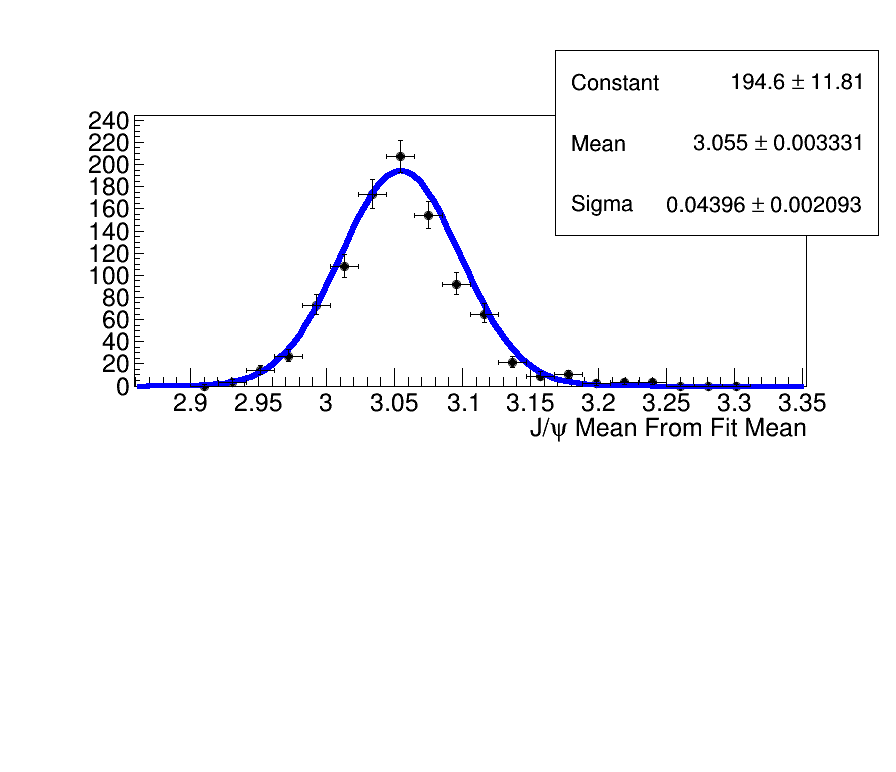 Constant 194.6 ± 11.81
Mean 3.055 ± 0.003331
Sigma 0.04396 ± 0.002093
240
220
200
180
160
140
120
100
80
60
40
20
0
2.9 2.95 3 3.05 3.1 3.15 3.2 3.25 3.3 3.35
J/ψ Mean From Fit Mean